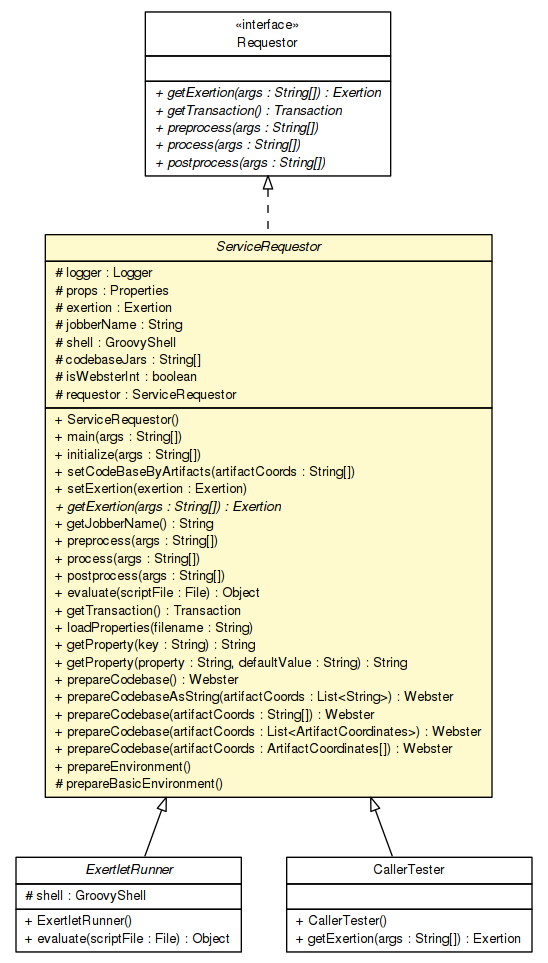 «interface»
Requestor
+ getExertion(args : String[]) : Exertion
+ getTransaction() : Transaction
+ preprocess(args : String[])
+ process(args : String[])
+ postprocess(args : String[])
ServiceRequestor
# logger : Logger
# props : Properties
# exertion : Exertion
# jobberName : String
# shell : GroovyShell
# codebaseJars : String[]
# isWebsterInt : boolean
# requestor : ServiceRequestor
+ ServiceRequestor()
+ main(args : String[])
+ initialize(args : String[])
+ setCodeBaseByArtifacts(artifactCoords : String[])
+ setExertion(exertion : Exertion)
+ getExertion(args : String[]) : Exertion
+ getJobberName() : String
+ preprocess(args : String[])
+ process(args : String[])
+ postprocess(args : String[])
+ evaluate(scriptFile : File) : Object
+ getTransaction() : Transaction
+ loadProperties(filename : String)
+ getProperty(key : String) : String
+ getProperty(property : String, defaultValue : String) : String
+ prepareCodebase() : Webster
+ prepareCodebaseAsString(artifactCoords : List<String>) : Webster
+ prepareCodebase(artifactCoords : String[]) : Webster
+ prepareCodebase(artifactCoords : List<ArtifactCoordinates>) : Webster
+ prepareCodebase(artifactCoords : ArtifactCoordinates[]) : Webster
+ prepareEnvironment()
# prepareBasicEnvironment()
ExertletRunner
# shell : GroovyShell
+ ExertletRunner()
+ evaluate(scriptFile : File) : Object
CallerTester
+ CallerTester()
+ getExertion(args : String[]) : Exertion